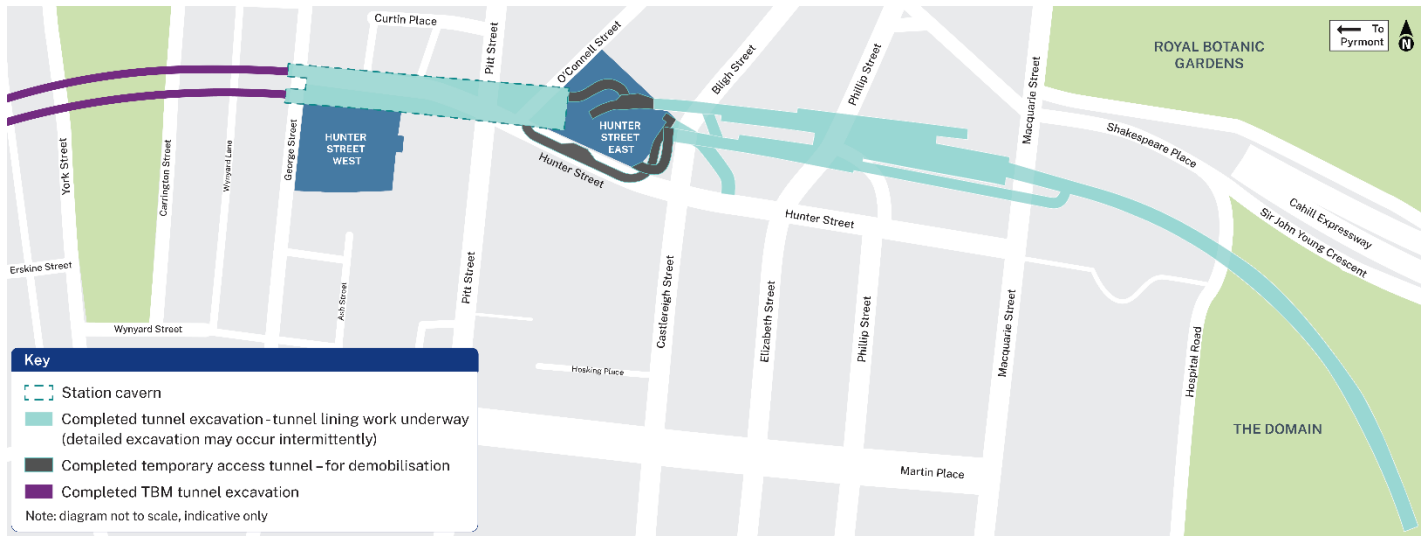 Curtin Place
Pitt Street
O'Connell Street
Bligh Street
Phillip Street
Macquarie Street
ROYAL BOTANIC
GARDENS
To
Pyrmont
N
Shakespeare Place
Cahill Expressway
Sir John Young Crescent
York Street
Carrington Street
Wynyard Lane
George Street
HUNTER
STREET
WEST
HUNTER
STREET
EAST
Hunter Street
Hunter Street
Erskine Street
Wynyard Street
Ash Street
Pitt Street
Castlereigh Street
Elizabeth Street
Phillip Street
Macquarie Street
Hospital Road
Hosking Place
THE DOMAIN
Martin Place
Key
Station cavern
Completed tunnel excavation - tunnel lining work underway
(detailed excavation may occur intermittently)
Completed temporary access tunnel – for demobilisation
Completed TBM tunnel excavation
Note: diagram not to scale, indicative only